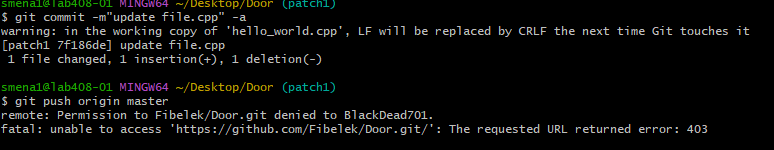 smena1@lab408-01 MINGW64 ~/Desktop/Door (patch1)
$ git commit -m"update file.cpp" -a
warning: in the working copy of 'hello_world.cpp', LF will be replaced by CRLF the next time Git touches it
[patch1 7f186de] update file.cpp
 1 file changed, 1 insertion(+), 1 deletion(-)
smena1@lab408-01 MINGW64 ~/Desktop/Door (patch1)
$ git push origin master
remote: Permission to Fibelek/Door.git denied to BlackDead701.
fatal: unable to access 'https://github.com/Fibelek/Door.git/': The requested URL returned error: 403